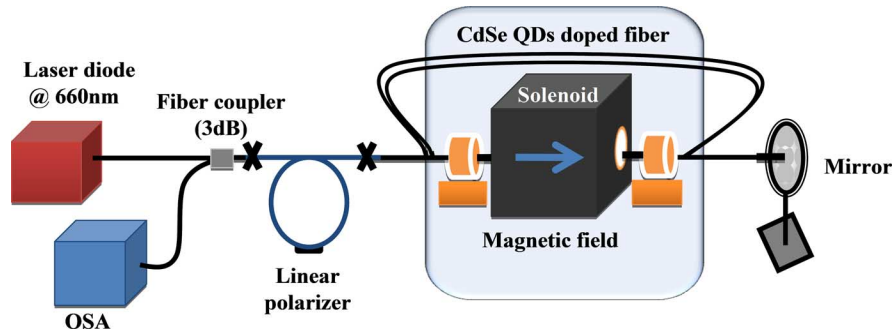 CdSe QDs doped fiber
Laser diode
@ 660nm
Fiber coupler
(3dB)
Solenoid
Mirror
Magnetic field
Linear
polarizer
OSA